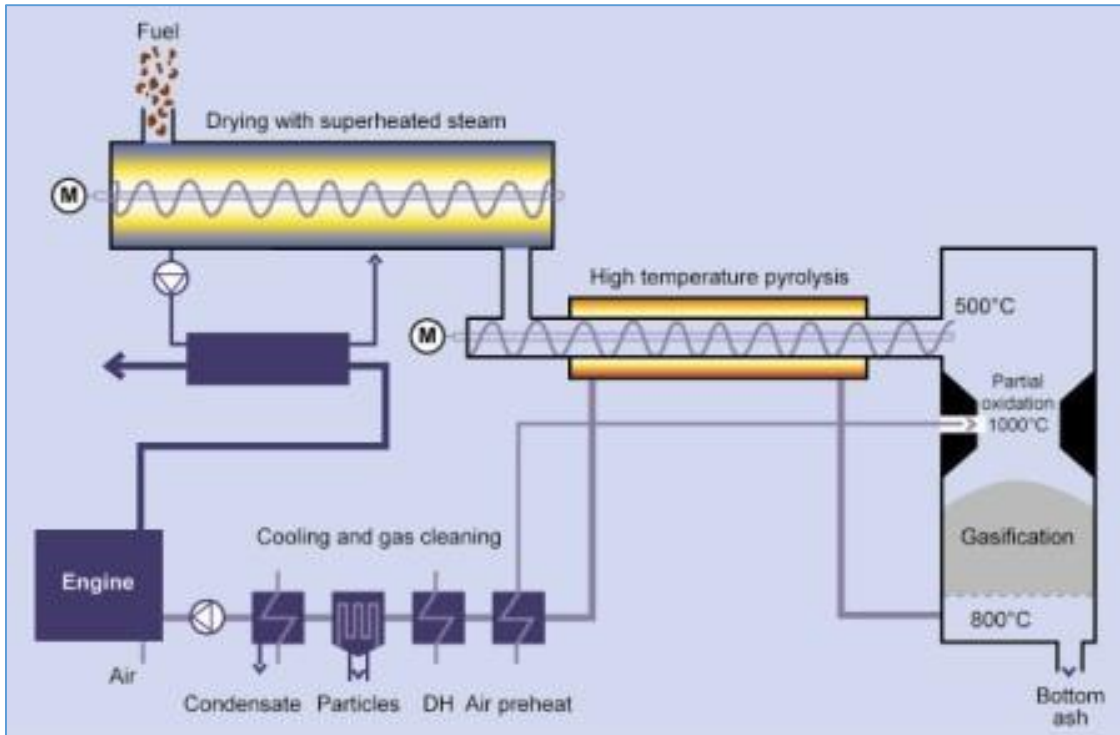 Fuel
Drying with superheated steam
M
High temperature pyrolysis
M
500°C
Partial
oxidation
1000°C
Cooling and gas cleaning
Gasification
Engine
800°C
Air
Condensate Particles DH Air preheat
Bottom
ash